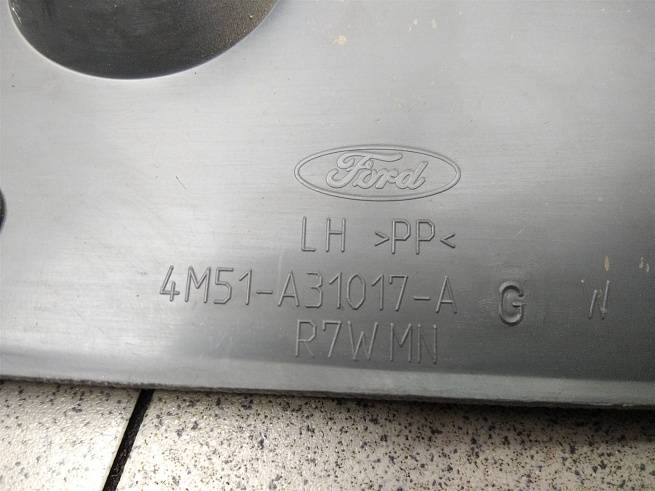 Ford
LH >PP<
4M51-A31017-A G
R7WMN